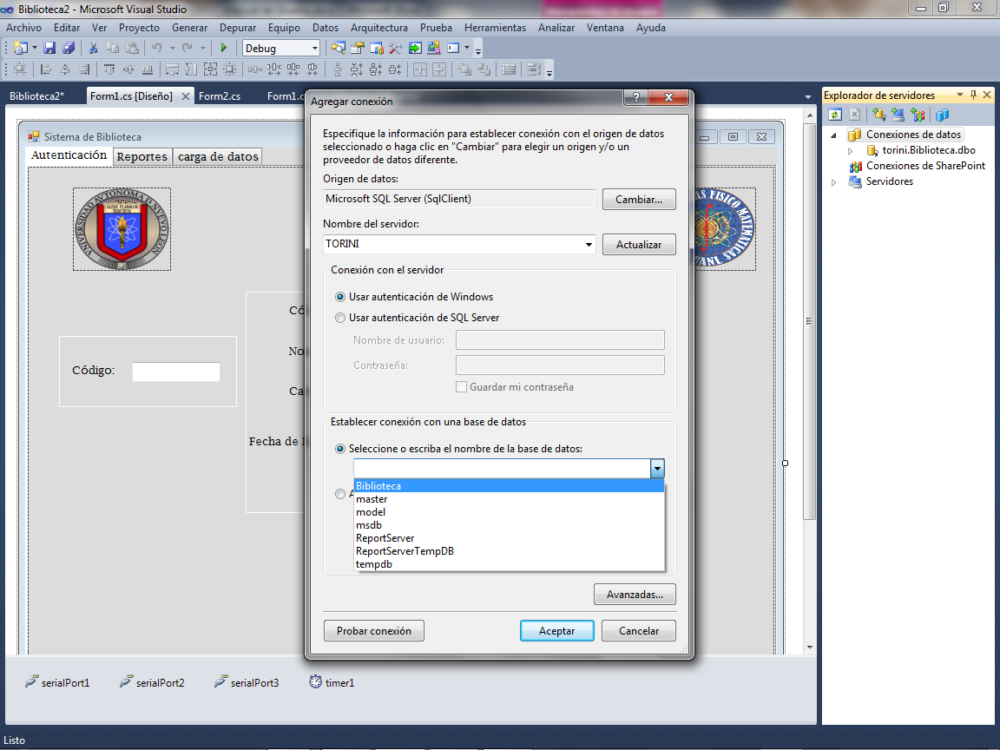 Biblioteca2 - Microsoft Visual Studio
Archivo Editar Ver Proyecto Generar Depurar Equipo Datos Arquitectura Prueba Herramientas Analizar Ventana Ayuda
Debug
Biblioteca2* Form1.cs [Diseño] Form2.cs Form1.c
Sistema de Biblioteca
Autenticación Reportes carga de datos
Código:
Có
No
Ca
Fecha de
Agregar conexión
Especifique la información para establecer conexión con el origen de datos
seleccionado o haga clic en "Cambiar" para elegir un origen y/o un
proveedor de datos diferente.
Origen de datos:
Microsoft SQL Server (SqlClient)
Cambiar...
Nombre del servidor:
TORINI
Actualizar
Conexión con el servidor
Usar autenticación de Windows
Usar autenticación de SQL Server
Nombre de usuario:
Contraseña:
Guardar mi contraseña
Establecer conexión con una base de datos
Seleccione o escriba el nombre de la base de datos:
Biblioteca
master
model
msdb
ReportServer
ReportServerTempDB
tempdb
Avanzadas...
Probar conexión
Aceptar
Cancelar
Explorador de servidores
Conexiones de datos
torini.Biblioteca.dbo
Conexiones de SharePoint
Servidores
serialPort1 serialPort2 serialPort3 timer1
Listo